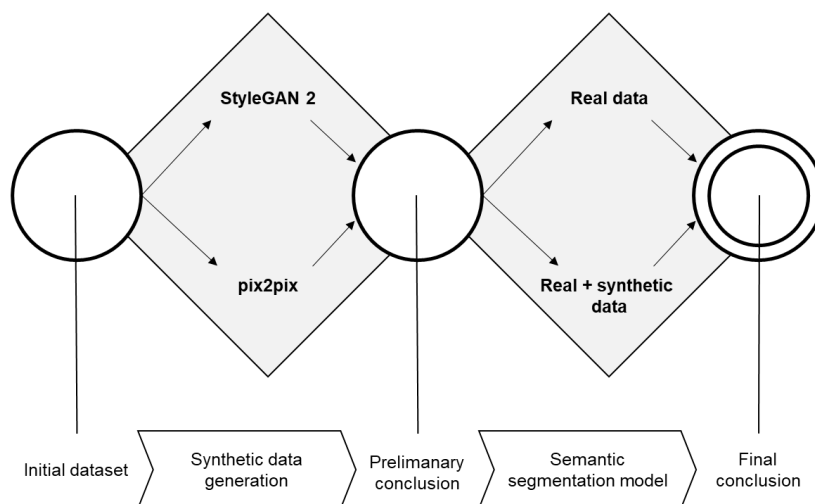 StyleGAN 2
Real data
pix2pix
Real + synthetic
data
Initial dataset
Synthetic data
generation
Prelimanary
conclusion
Semantic
segmentation model
Final
conclusion